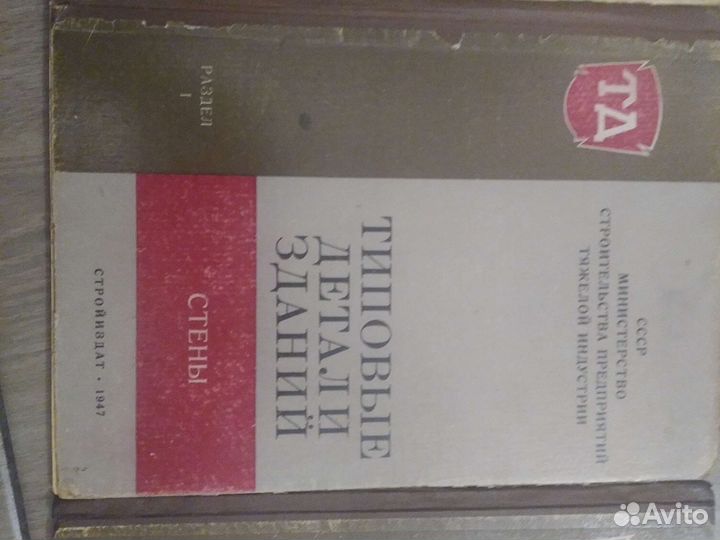 СССР
МИНИСТЕРСТВО
СТРОИТЕЛЬСТВА ПРЕДПРИЯТИЙ
ТЯЖЕЛОЙ ИНДУСТРИИ
ТД
ТИПОВЫЕ
ДЕТАЛИ
ЗДАНИЙ
РАЗДЕЛ
I
СТЕНЫ
СТРОЙИЗДАТ • 1947
Avito